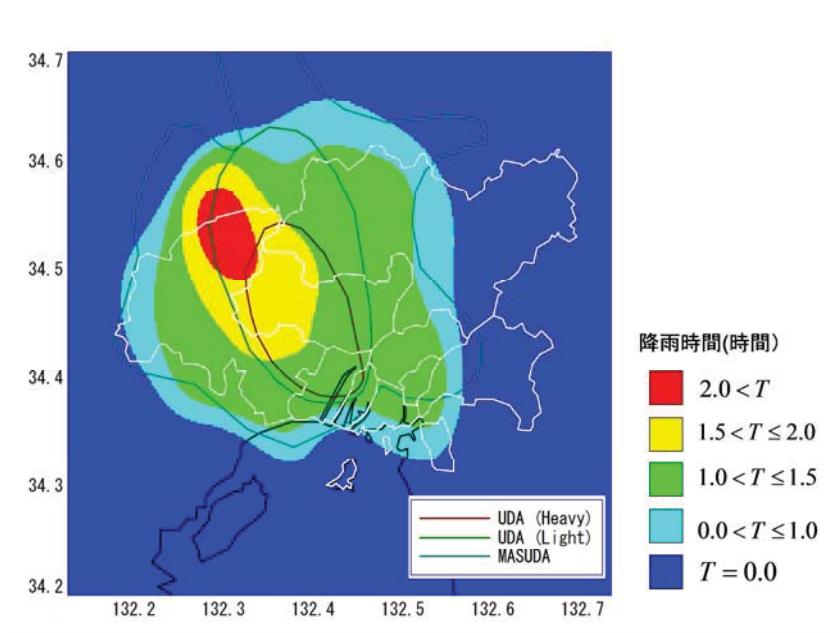 34.7
34.6
34.5
34.4
34.3
34.2
132.2 132.3 132.4 132.5 132.6 132.7
UDA (Heavy)
UDA (Light)
MASUDA
降雨時間(時間)
2.0 < T
1.5 < T ≤ 2.0
1.0 < T ≤ 1.5
0.0 < T ≤ 1.0
T = 0.0